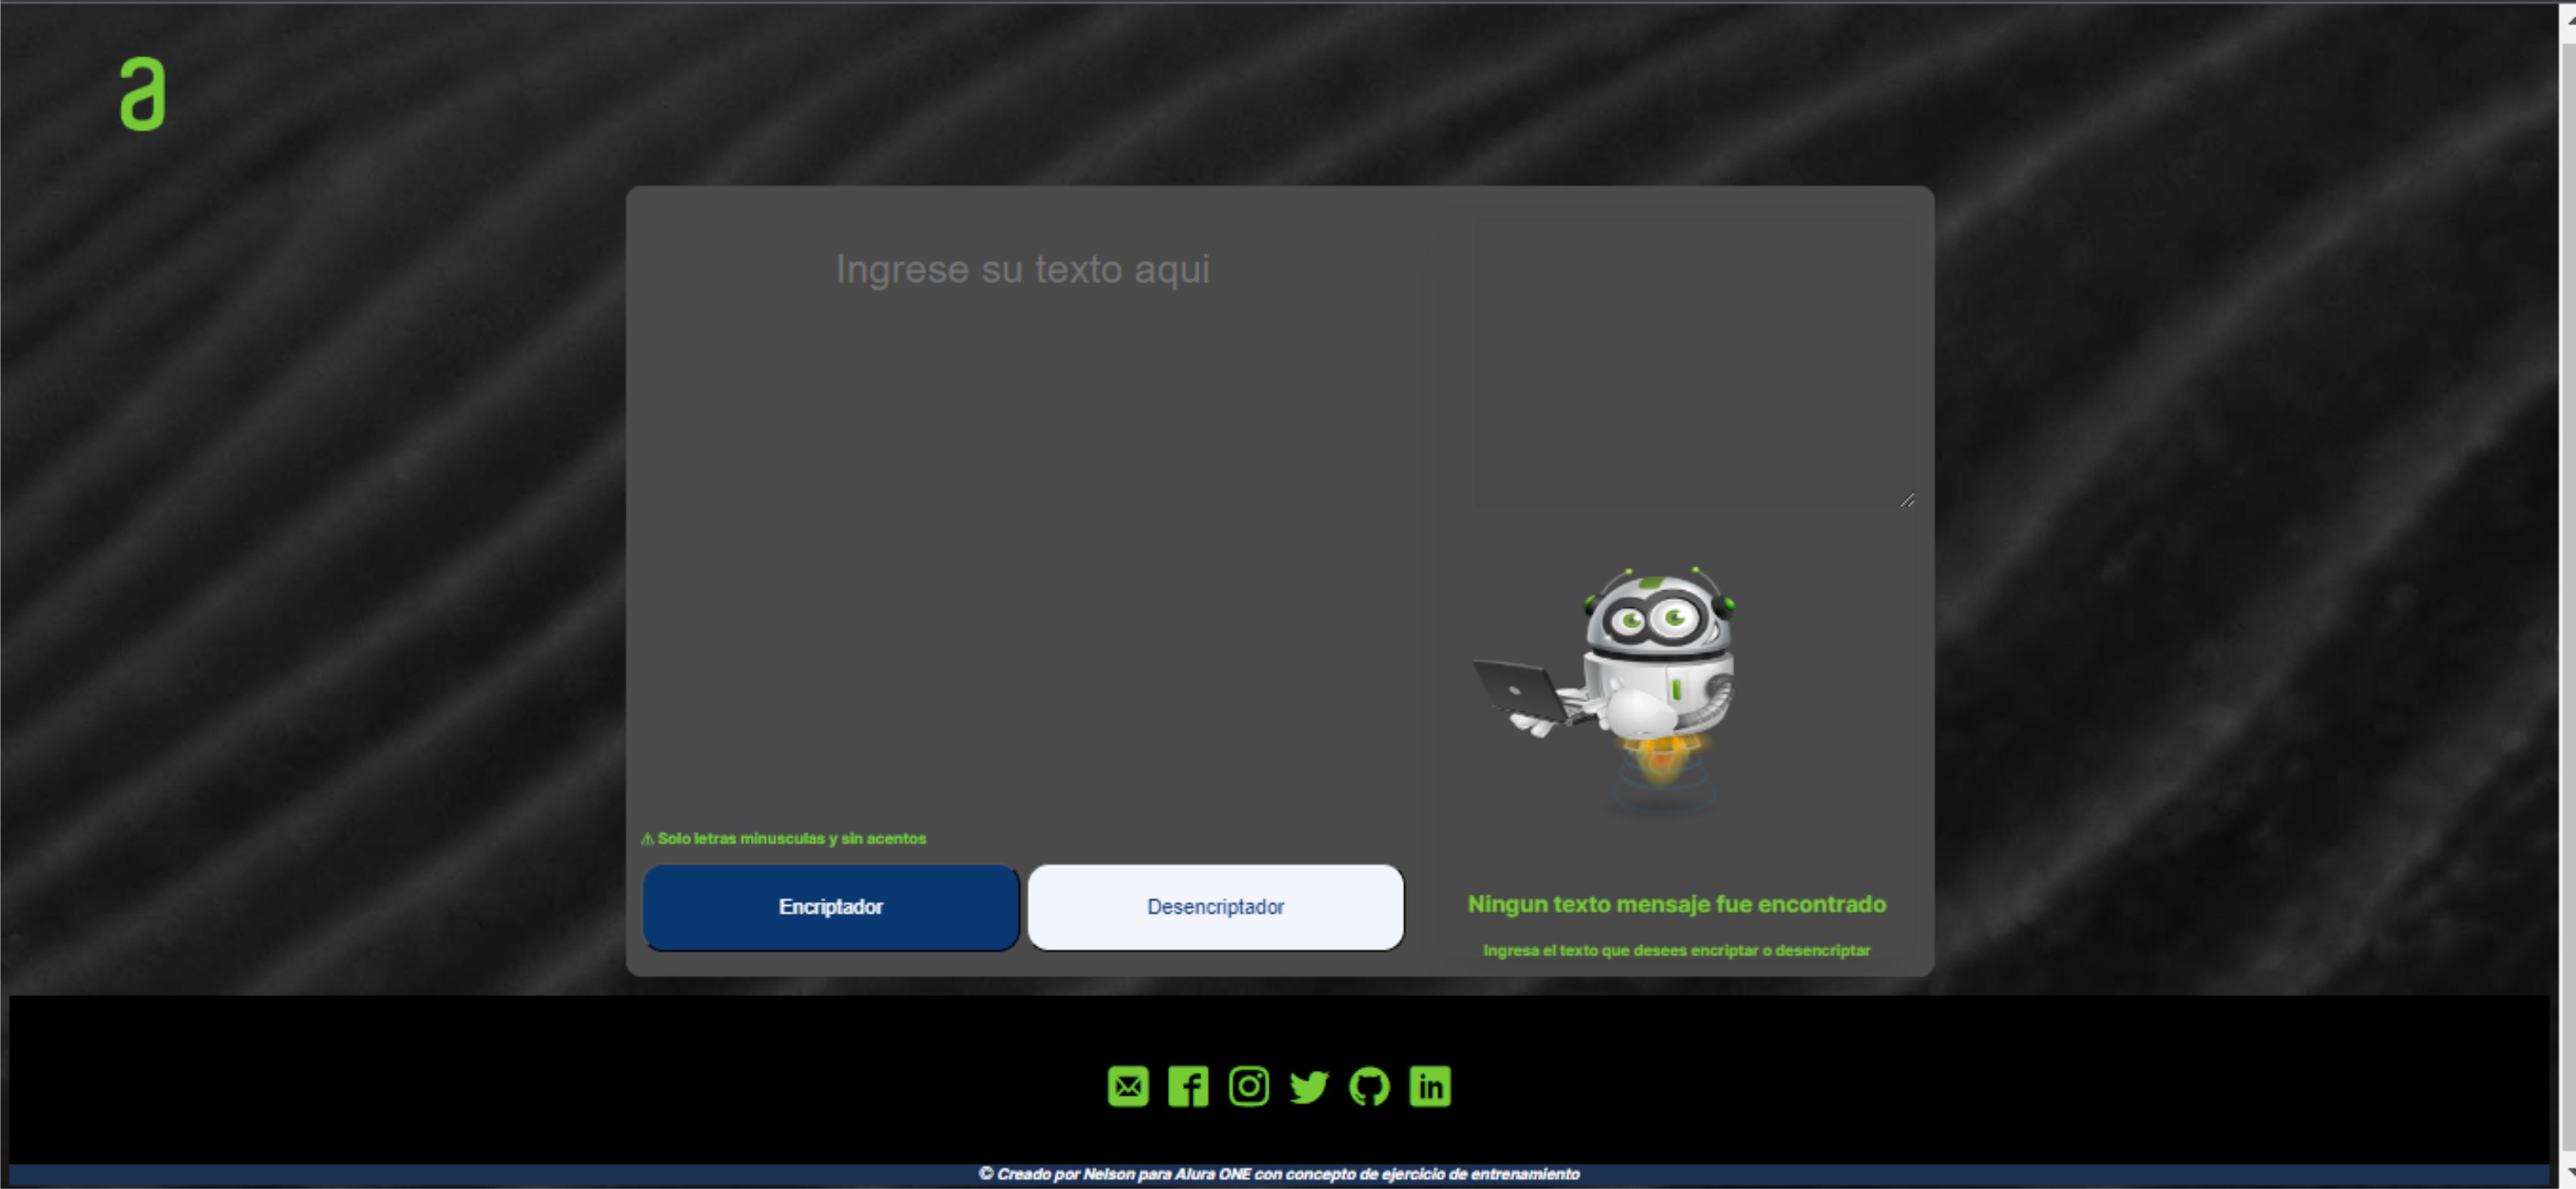 a
Ingrese su texto aqui
⚠ Solo letras minusculas y sin acentos
Encriptador
Desencriptador
Ningun texto mensaje fue encontrado
Ingresa el texto que desees encriptar o desencriptar
© Creado por Nelson para Alura ONE con concepto de ejercicio de entrenamiento